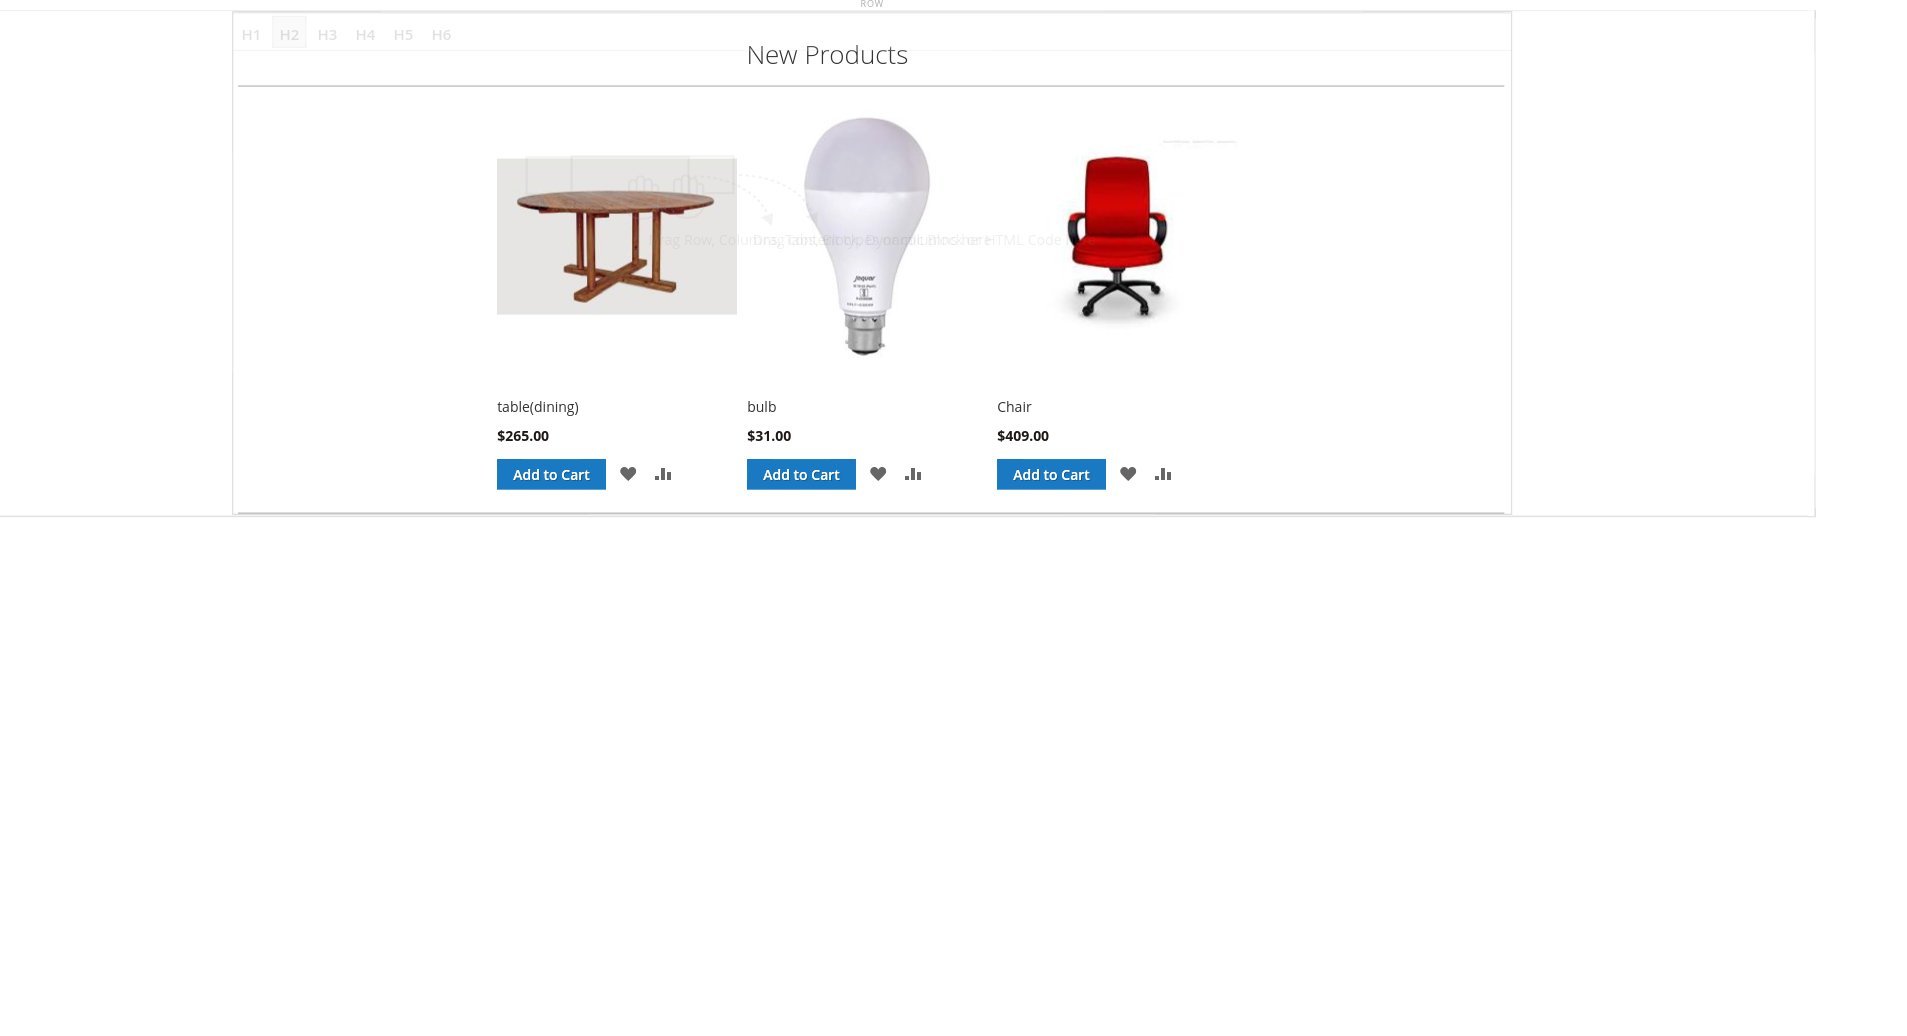 ROW
H1 H2 H3 H4 H5 H6
New Products
jaquar
table(dining)
bulb
Chair
$265.00
$31.00
$409.00
Add to Cart
Add to Cart
Add to Cart